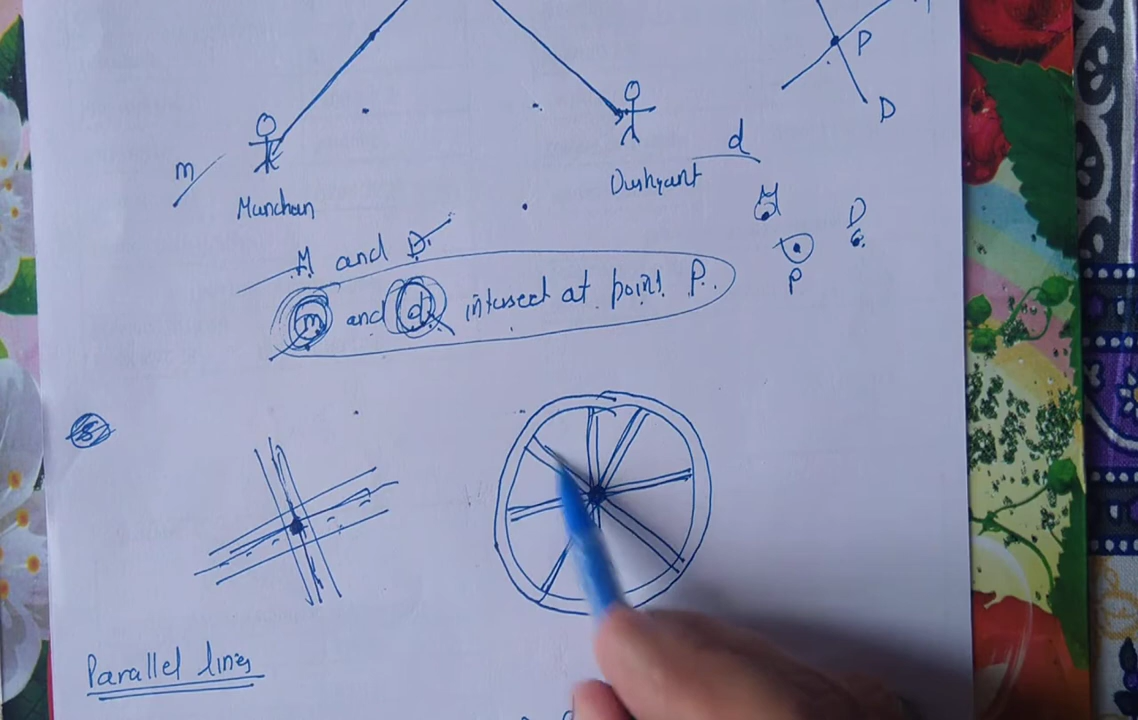 P
D
m
d
Munchun
Dushyant
M
D
M and D.
P
m and d intersect at point P.
Parallel lines